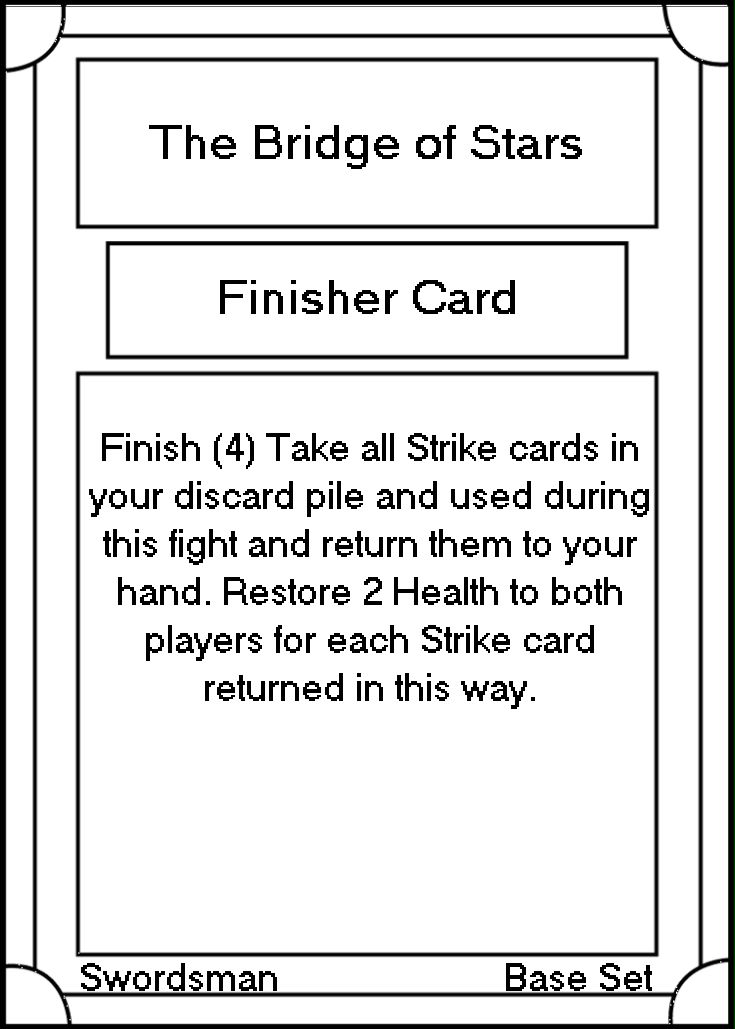 The Bridge of Stars
Finisher Card
Finish (4) Take all Strike cards in
your discard pile and used during
this fight and return them to your
hand. Restore 2 Health to both
players for each Strike card
returned in this way.
Swordsman
Base Set